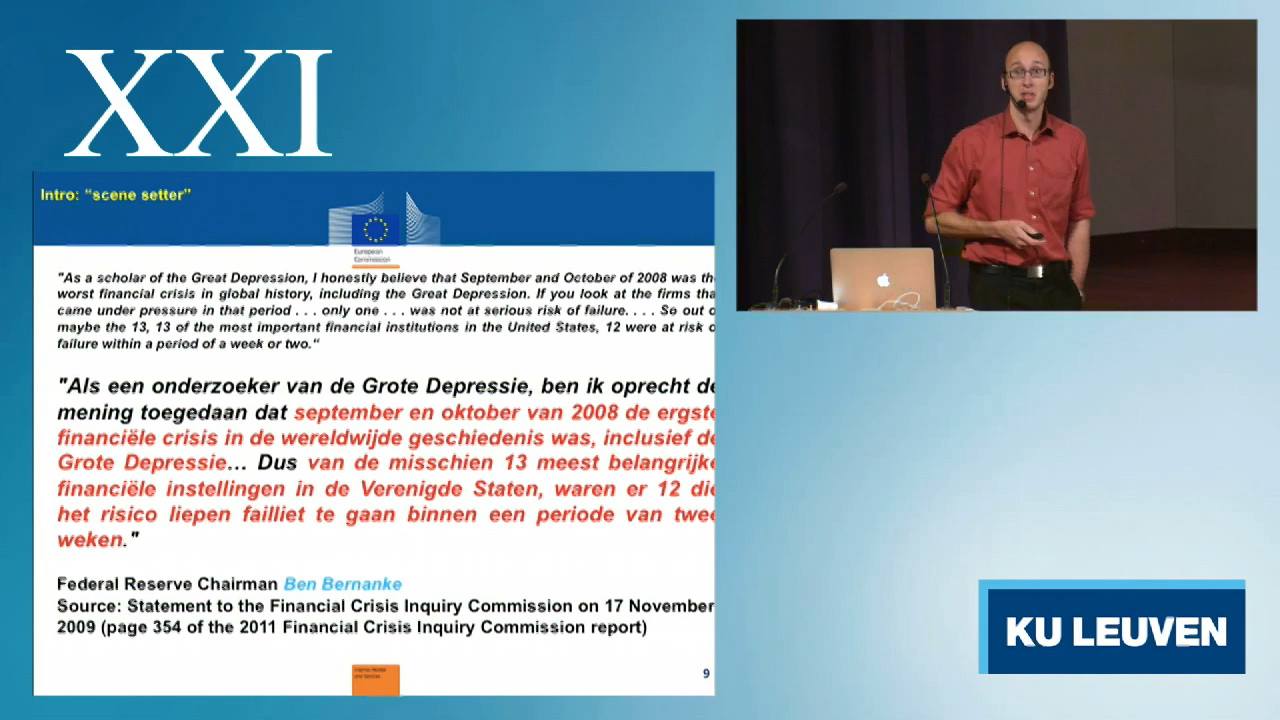 XXI
Intro: “scene setter”
European
Commission
"As a scholar of the Great Depression, I honestly believe that September and October of 2008 was the
worst financial crisis in global history, including the Great Depression. If you look at the firms tha
came under pressure in that period . . . only one . . . was not at serious risk of failure. . . . So out o
maybe the 13, 13 of the most important financial institutions in the United States, 12 were at risk o
failure within a period of a week or two.“
"Als een onderzoeker van de Grote Depressie, ben ik oprecht de
mening toegedaan dat september en oktober van 2008 de ergste
financiële crisis in de wereldwijde geschiedenis was, inclusief de
Grote Depressie… Dus van de misschien 13 meest belangrijke
financiële instellingen in de Verenigde Staten, waren er 12 die
het risico liepen failliet te gaan binnen een periode van twee
weken."
Federal Reserve Chairman Ben Bernanke
Source: Statement to the Financial Crisis Inquiry Commission on 17 November
2009 (page 354 of the 2011 Financial Crisis Inquiry Commission report)
9
KU LEUVEN